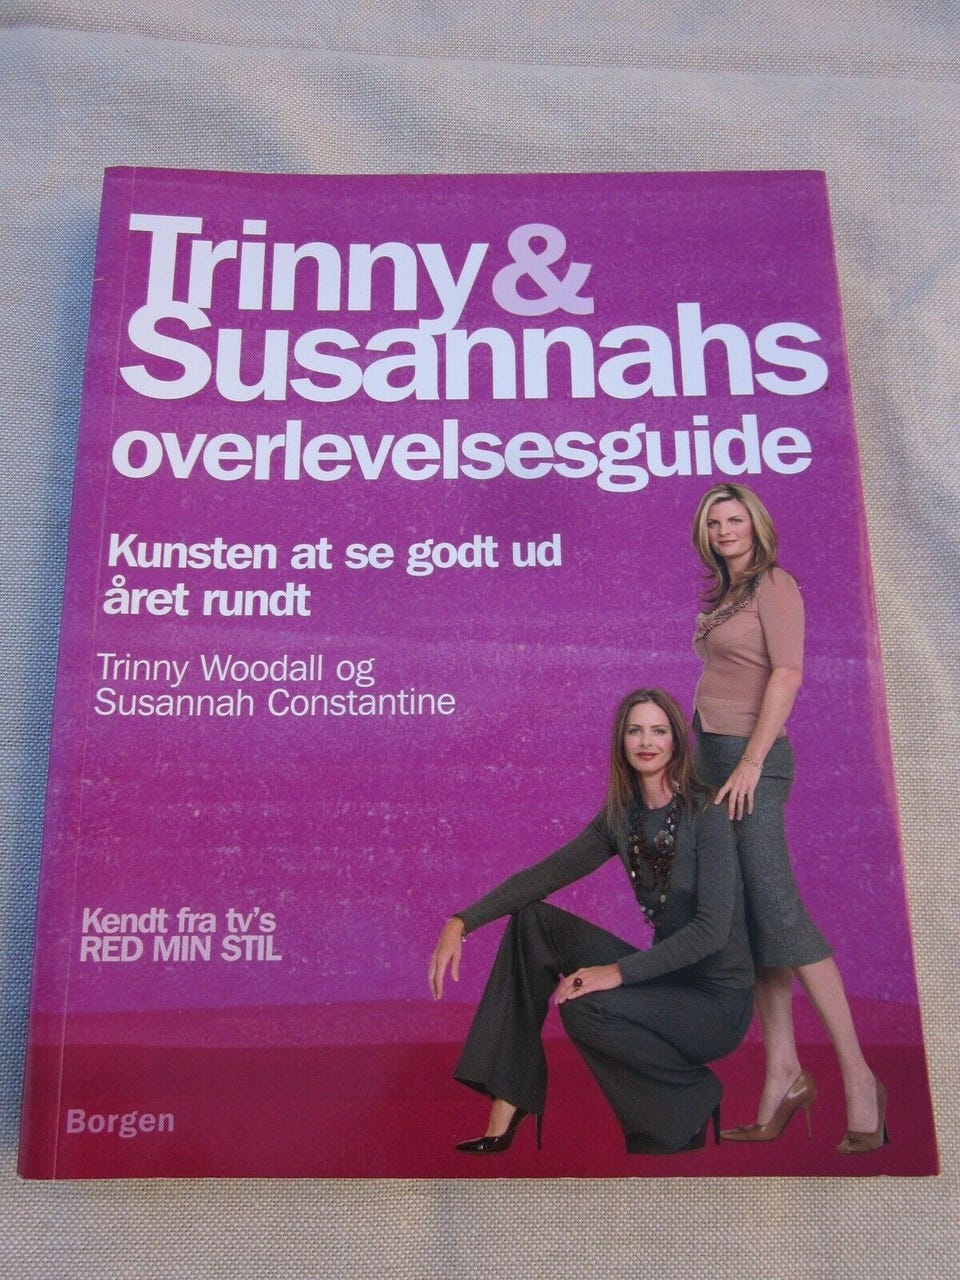 Trinny &
Susannahs
overlevelsesguide
Kunsten at se godt ud
året rundt
Trinny Woodall og
Susannah Constantine
Kendt fra tv's
RED MIN STIL
Borgen